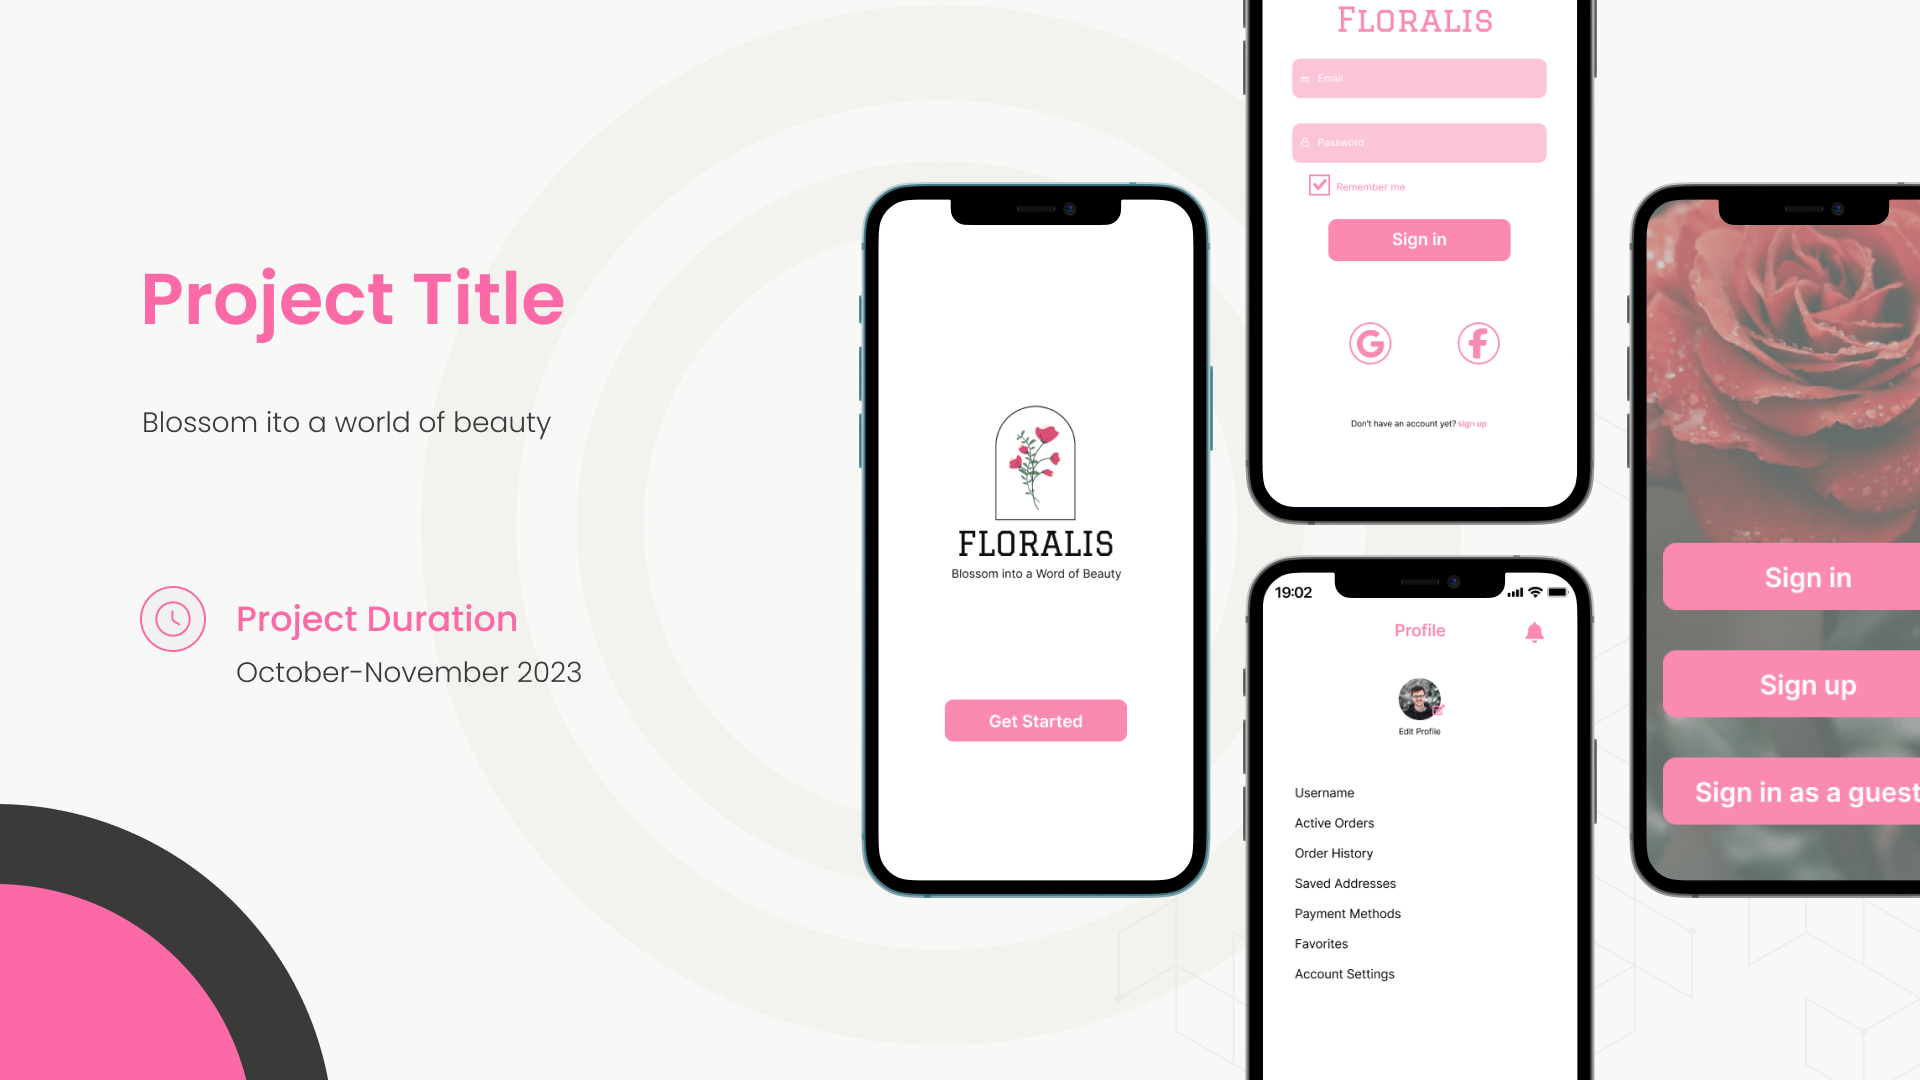 Project Title
Blossom ito a world of beauty
Project Duration
October-November 2023
FLORALIS
Blossom into a Word of Beauty
Get Started
FLORALIS
Email
Password
Remember me
Sign in
G
f
Don't have an account yet? sign up
19:02
Profile
Edit Profile
Username
Active Orders
Order History
Saved Addresses
Payment Methods
Favorites
Account Settings
Sign in
Sign up
Sign in as a guest